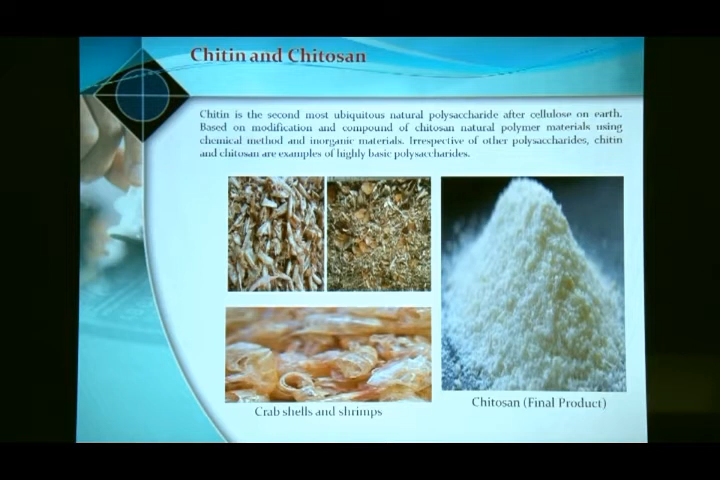 Chitin and Chitosan
Chitin is the second most ubiquitous natural polysaccharide after cellulose on earth.
Based on modification and compound of chitosan natural polymer materials using
chemical method and inorganic materials. Irrespective of other polysaccharides, chitin
and chitosan are examples of highly basic polysaccharides.
Crab shells and shrimps
Chitosan (Final Product)